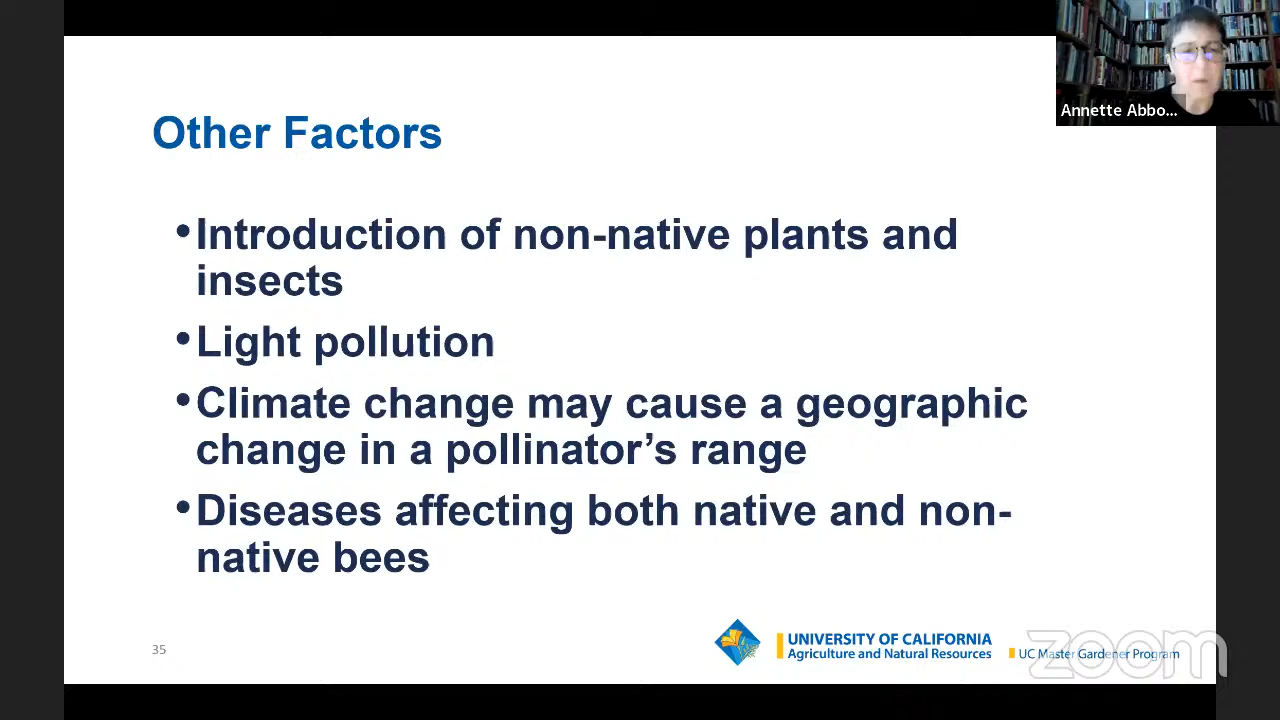 Annette Abbo...
Other Factors
•Introduction of non-native plants and
insects
•Light pollution
•Climate change may cause a geographic
change in a pollinator’s range
•Diseases affecting both native and non-
native bees
35
UNIVERSITY OF CALIFORNIA
Agriculture and Natural Resources
UC Master Gardener Program
zoom